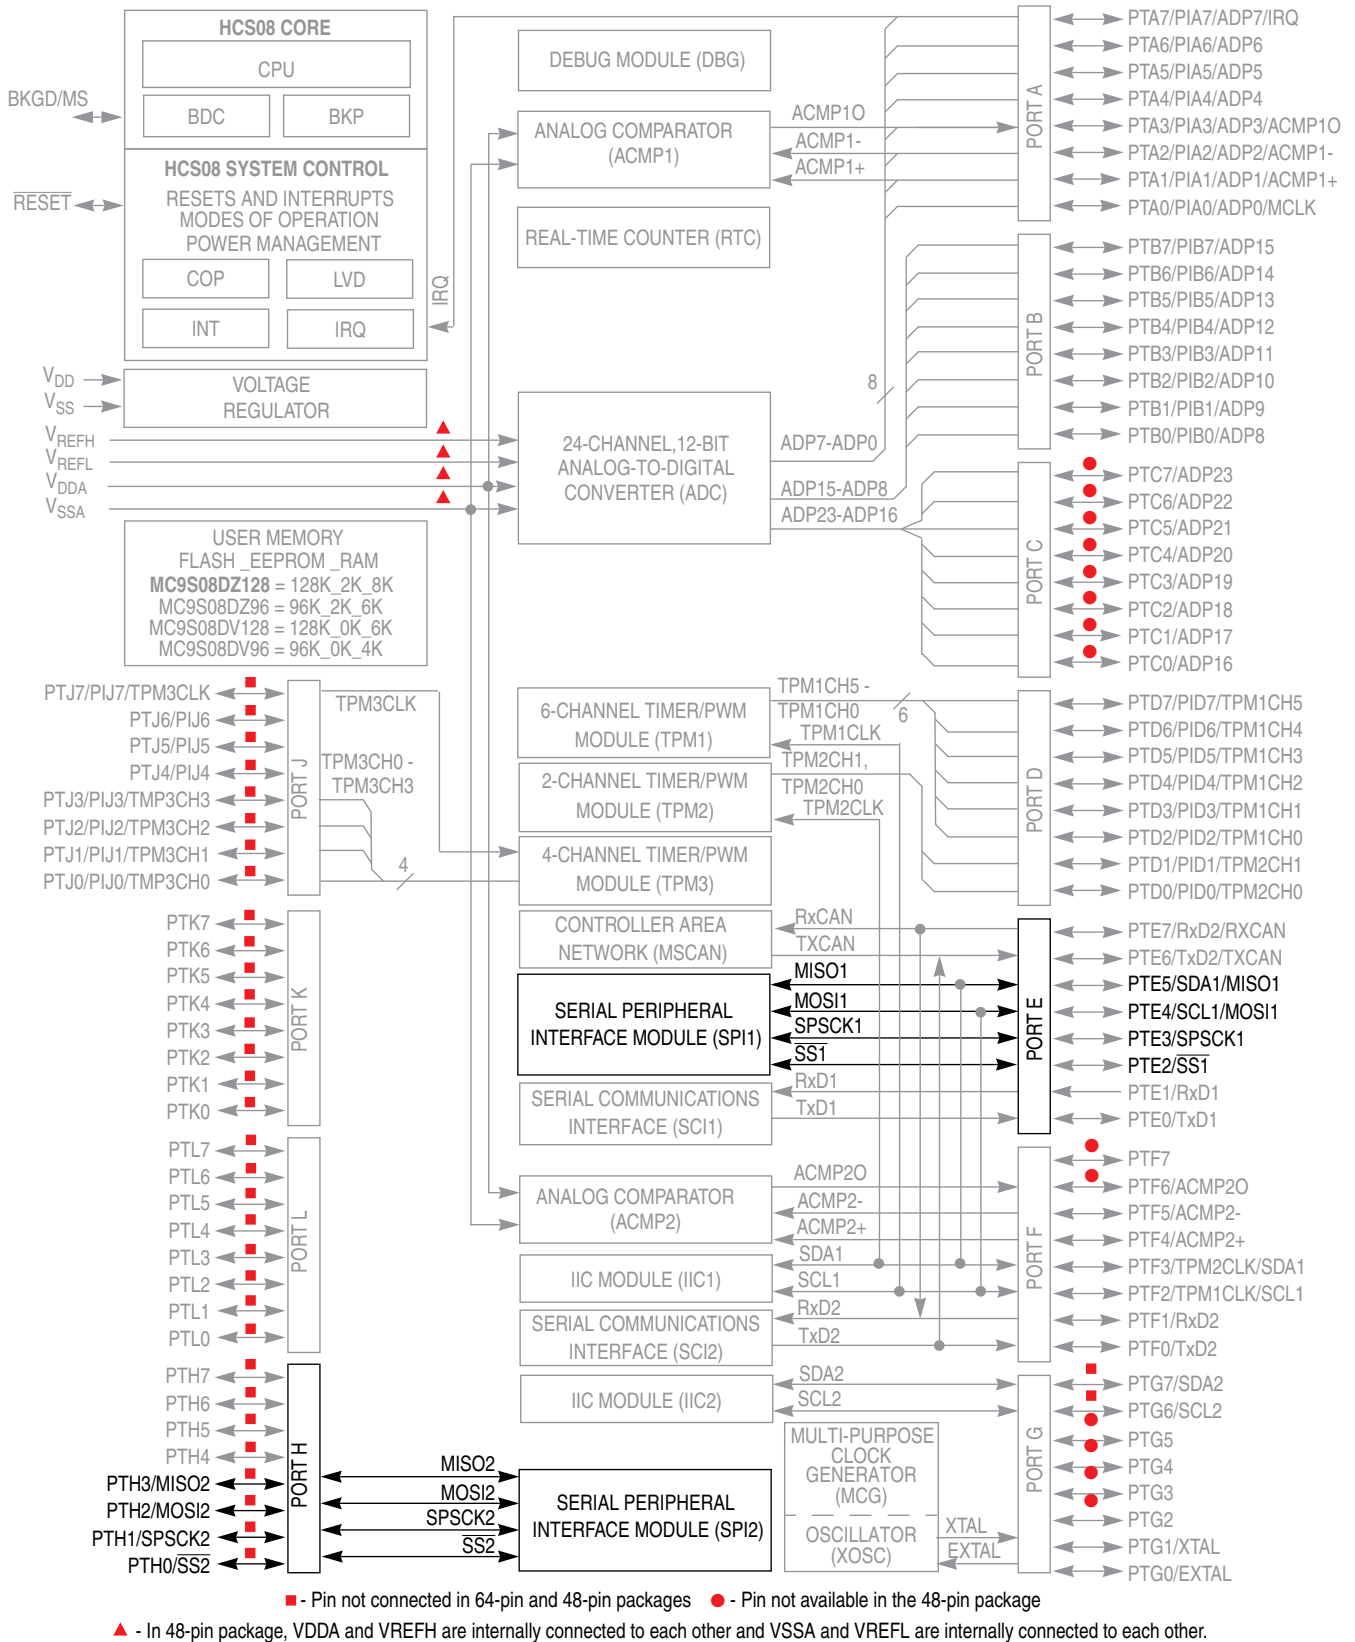 HCS08 CORE
CPU
BDC
BKP
BKGD/MS
HCS08 SYSTEM CONTROL
RESETS AND INTERRUPTS
MODES OF OPERATION
POWER MANAGEMENT
COP
LVD
INT
IRQ
RESET
IRQ
VDD
VSS
VOLTAGE
REGULATOR
VREFH
VREFL
VDDA
VSSA
USER MEMORY
FLASH _EEPROM _RAM
MC9S08DZ128 = 128K_2K_8K
MC9S08DZ96 = 96K_2K_6K
MC9S08DV128 = 128K_0K_6K
MC9S08DV96 = 96K_0K_4K
DEBUG MODULE (DBG)
ANALOG COMPARATOR
(ACMP1)
ACMP1O
ACMP1-
ACMP1+
REAL-TIME COUNTER (RTC)
24-CHANNEL,12-BIT
ANALOG-TO-DIGITAL
CONVERTER (ADC)
8
ADP7-ADP0
ADP15-ADP8
ADP23-ADP16
PORT A
PTA7/PIA7/ADP7/IRQ
PTA6/PIA6/ADP6
PTA5/PIA5/ADP5
PTA4/PIA4/ADP4
PTA3/PIA3/ADP3/ACMP1O
PTA2/PIA2/ADP2/ACMP1-
PTA1/PIA1/ADP1/ACMP1+
PTA0/PIA0/ADP0/MCLK
PORT B
PTB7/PIB7/ADP15
PTB6/PIB6/ADP14
PTB5/PIB5/ADP13
PTB4/PIB4/ADP12
PTB3/PIB3/ADP11
PTB2/PIB2/ADP10
PTB1/PIB1/ADP9
PTB0/PIB0/ADP8
PORT C
PTC7/ADP23
PTC6/ADP22
PTC5/ADP21
PTC4/ADP20
PTC3/ADP19
PTC2/ADP18
PTC1/ADP17
PTC0/ADP16
PTJ7/PIJ7/TPM3CLK
PTJ6/PIJ6
PTJ5/PIJ5
PTJ4/PIJ4
PTJ3/PIJ3/TMP3CH3
PTJ2/PIJ2/TPM3CH2
PTJ1/PIJ1/TPM3CH1
PTJ0/PIJ0/TMP3CH0
PORT J
TPM3CLK
TPM3CH0 -
TPM3CH3
4
6-CHANNEL TIMER/PWM
MODULE (TPM1)
TPM1CH5 -
TPM1CH0
6
TPM1CLK
2-CHANNEL TIMER/PWM
MODULE (TPM2)
TPM2CH1,
TPM2CH0
TPM2CLK
4-CHANNEL TIMER/PWM
MODULE (TPM3)
PORT D
PTD7/PID7/TPM1CH5
PTD6/PID6/TPM1CH4
PTD5/PID5/TPM1CH3
PTD4/PID4/TPM1CH2
PTD3/PID3/TPM1CH1
PTD2/PID2/TPM1CH0
PTD1/PID1/TPM2CH1
PTD0/PID0/TPM2CH0
PTK7
PTK6
PTK5
PTK4
PTK3
PTK2
PTK1
PTK0
PORT K
CONTROLLER AREA
NETWORK (MSCAN)
RxCAN
TXCAN
SERIAL PERIPHERAL
INTERFACE MODULE (SPI1)
MISO1
MOSI1
SPSCK1
SS1
SERIAL COMMUNICATIONS
INTERFACE (SCI1)
RxD1
TxD1
PORT E
PTE7/RxD2/RXCAN
PTE6/TxD2/TXCAN
PTE5/SDA1/MISO1
PTE4/SCL1/MOSI1
PTE3/SPSCK1
PTE2/SS1
PTE1/RxD1
PTE0/TxD1
PTL7
PTL6
PTL5
PTL4
PTL3
PTL2
PTL1
PTL0
PORT L
ANALOG COMPARATOR
(ACMP2)
ACMP2O
ACMP2-
ACMP2+
IIC MODULE (IIC1)
SDA1
SCL1
SERIAL COMMUNICATIONS
INTERFACE (SCI2)
RxD2
TxD2
PORT F
PTF7
PTF6/ACMP2O
PTF5/ACMP2-
PTF4/ACMP2+
PTF3/TPM2CLK/SDA1
PTF2/TPM1CLK/SCL1
PTF1/RxD2
PTF0/TxD2
PTH7
PTH6
PTH5
PTH4
PTH3/MISO2
PTH2/MOSI2
PTH1/SPSCK2
PTH0/SS2
PORT H
MISO2
MOSI2
SPSCK2
SS2
SERIAL PERIPHERAL
INTERFACE MODULE (SPI2)
IIC MODULE (IIC2)
SDA2
SCL2
MULTI-PURPOSE
CLOCK
GENERATOR
(MCG)
OSCILLATOR
(XOSC)
XTAL
EXTAL
PORT G
PTG7/SDA2
PTG6/SCL2
PTG5
PTG4
PTG3
PTG2
PTG1/XTAL
PTG0/EXTAL
- Pin not connected in 64-pin and 48-pin packages
- Pin not available in the 48-pin package
- In 48-pin package, VDDA and VREFH are internally connected to each other and VSSA and VREFL are internally connected to each other.